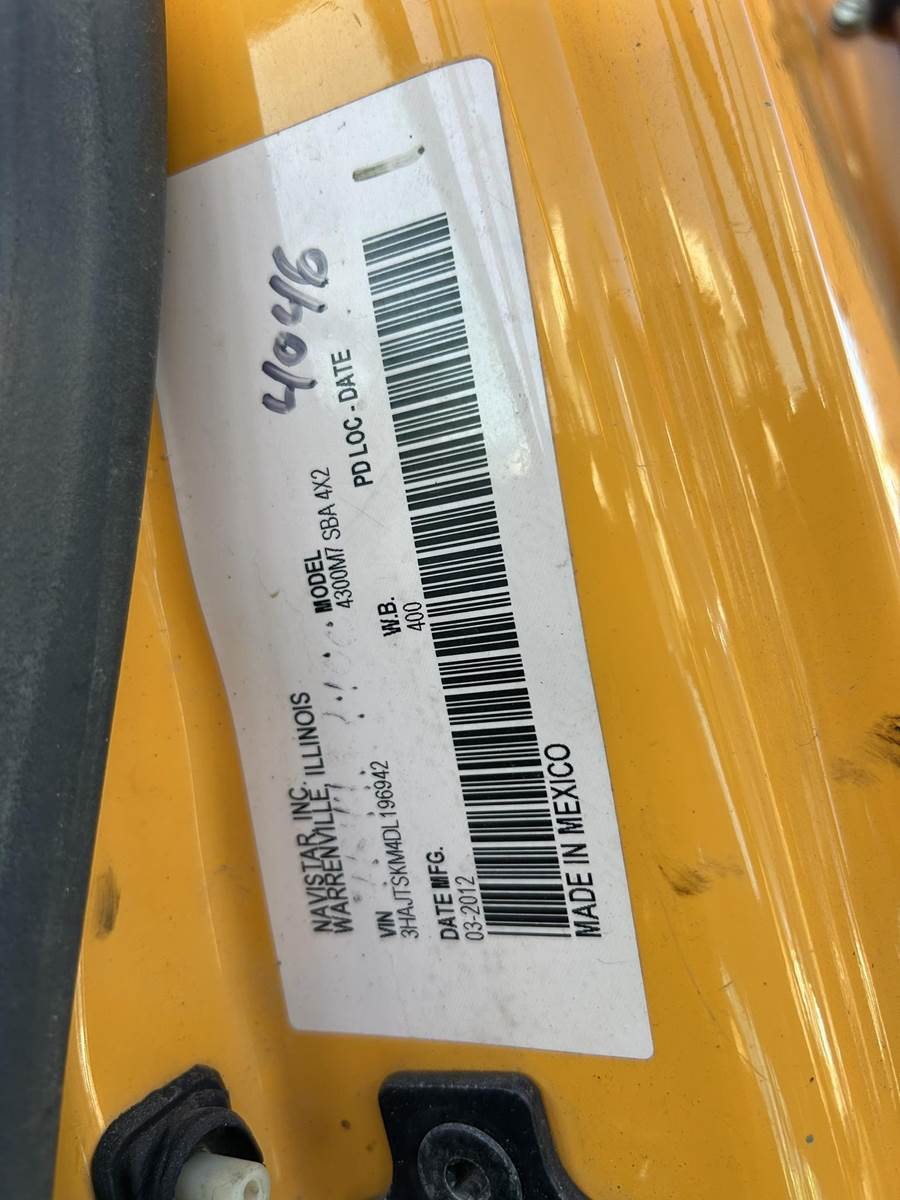 4046
NAVISTAR, INC.
WARRENVILLE, ILLINOIS
MODEL
4300M7 SBA 4X2
VIN
3HAJTSKM4DL196942
W.B.
400
PD LOC - DATE
DATE MFG.
03-2012
MADE IN MEXICO